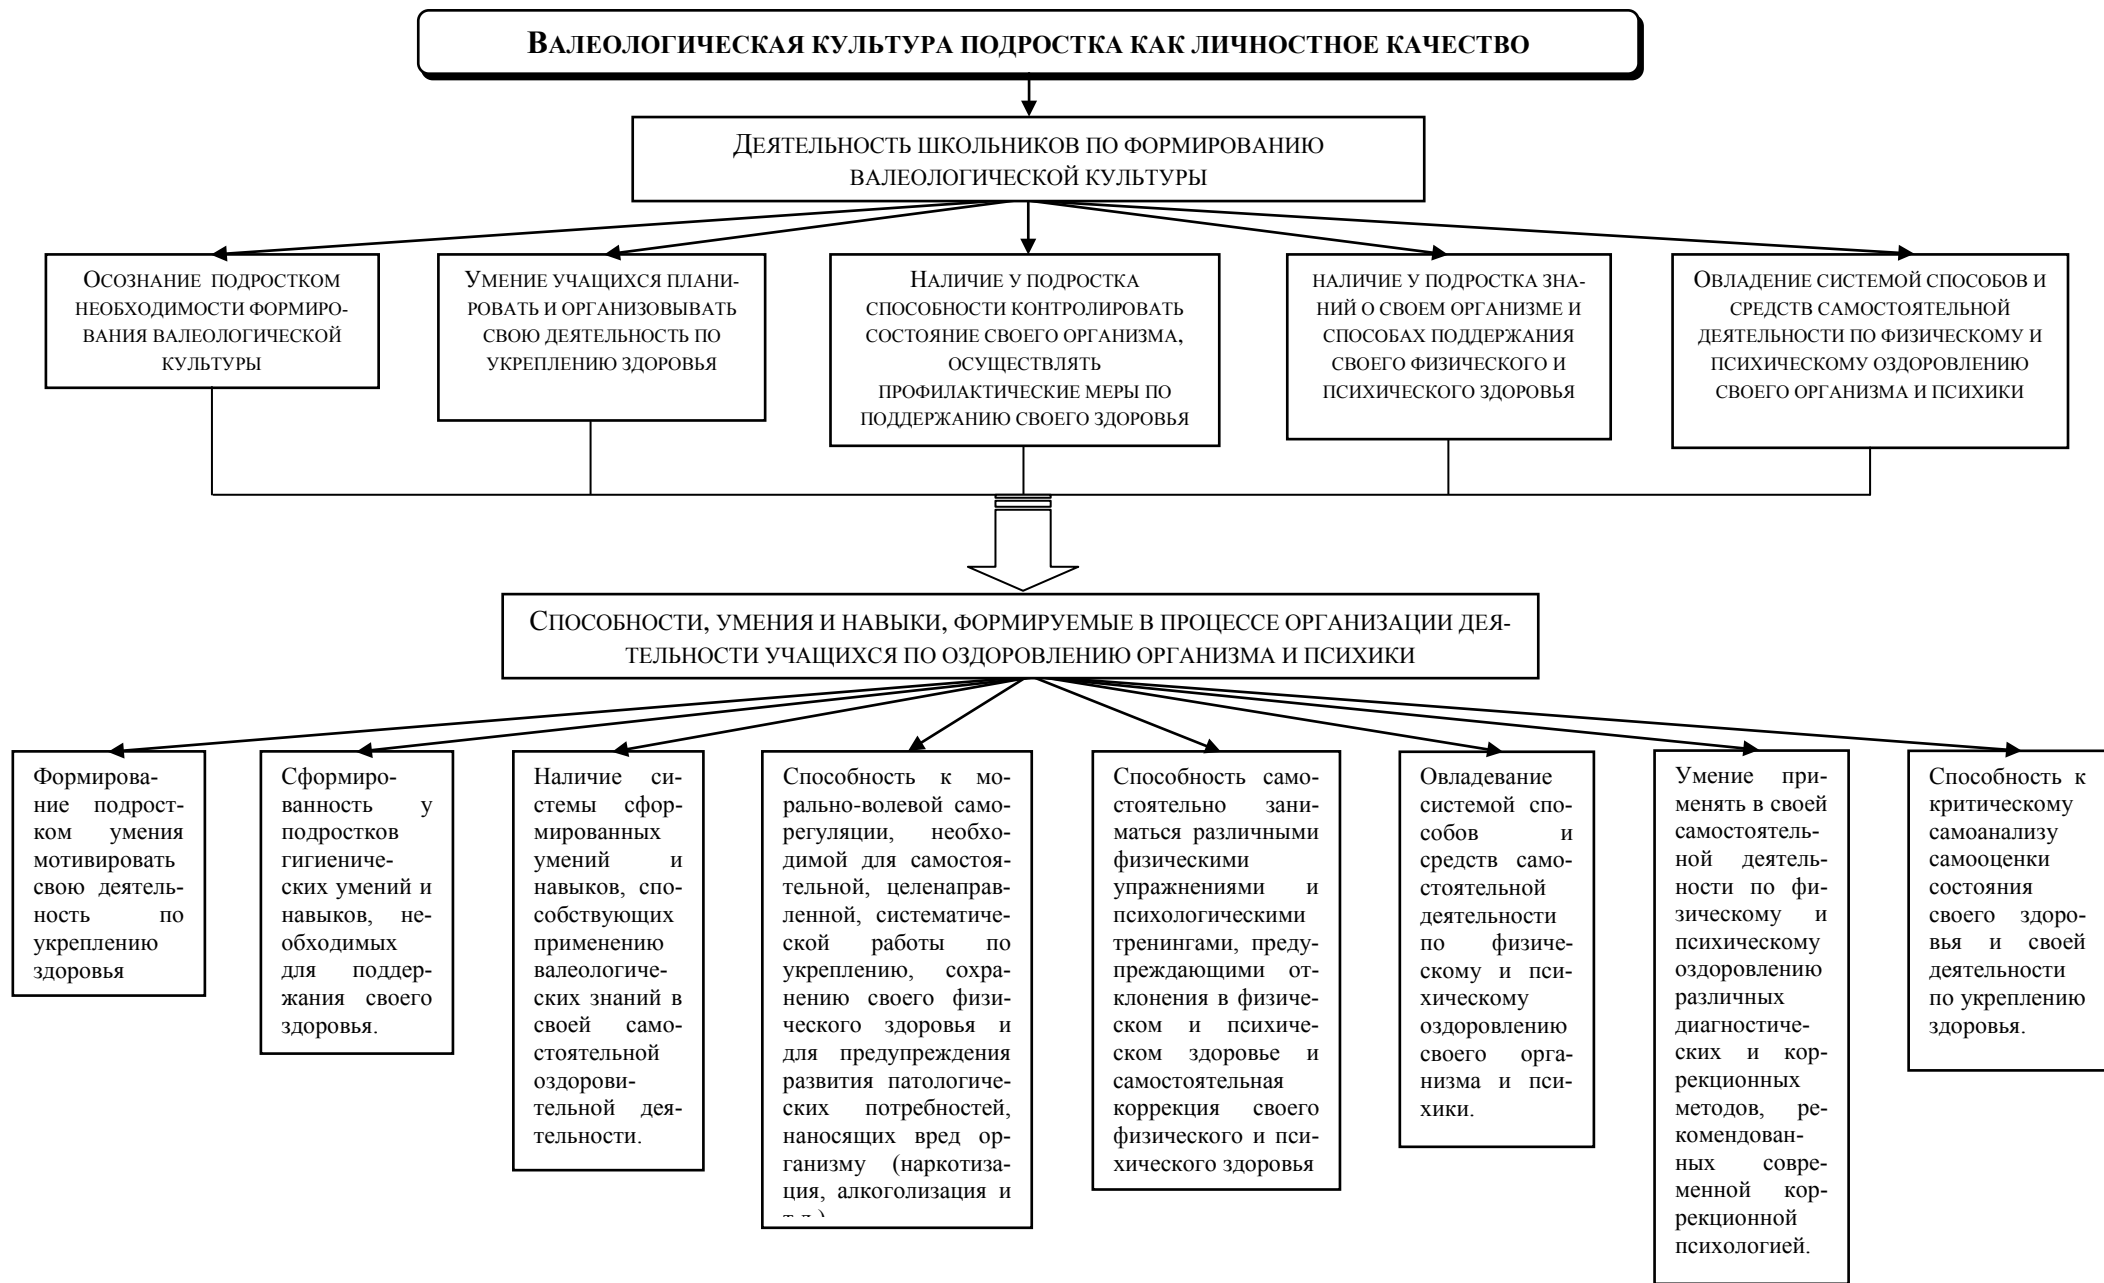 ВАЛЕОЛОГИЧЕСКАЯ КУЛЬТУРА ПОДРОСТКА КАК ЛИЧНОСТНОЕ КАЧЕСТВО
ДЕЯТЕЛЬНОСТЬ ШКОЛЬНИКОВ ПО ФОРМИРОВАНИЮ
ВАЛЕОЛОГИЧЕСКОЙ КУЛЬТУРЫ
ОСОЗНАНИЕ ПОДРОСТКОМ
НЕОБХОДИМОСТИ ФОРМИРО-
ВАНИЯ ВАЛЕОЛОГИЧЕСКОЙ
КУЛЬТУРЫ
УМЕНИЕ УЧАЩИХСЯ ПЛАНИ-
РОВАТЬ И ОРГАНИЗОВЫВАТЬ
СВОЮ ДЕЯТЕЛЬНОСТЬ ПО
УКРЕПЛЕНИЮ ЗДОРОВЬЯ
НАЛИЧИЕ У ПОДРОСТКА
СПОСОБНОСТИ КОНТРОЛИРОВАТЬ
СОСТОЯНИЕ СВОЕГО ОРГАНИЗМА,
ОСУЩЕСТВЛЯТЬ
ПРОФИЛАКТИЧЕСКИЕ МЕРЫ ПО
ПОДДЕРЖАНИЮ СВОЕГО ЗДОРОВЬЯ
НАЛИЧИЕ У ПОДРОСТКА ЗНА-
НИЙ О СВОЕМ ОРГАНИЗМЕ И
СПОСОБАХ ПОДДЕРЖАНИЯ
СВОЕГО ФИЗИЧЕСКОГО И
ПСИХИЧЕСКОГО ЗДОРОВЬЯ
ОВЛАДЕНИЕ СИСТЕМОЙ СПОСОБОВ И
СРЕДСТВ САМОСТОЯТЕЛЬНОЙ
ДЕЯТЕЛЬНОСТИ ПО ФИЗИЧЕСКОМУ И
ПСИХИЧЕСКОМУ ОЗДОРОВЛЕНИЮ
СВОЕГО ОРГАНИЗМА И ПСИХИКИ
СПОСОБНОСТИ, УМЕНИЯ И НАВЫКИ, ФОРМИРУЕМЫЕ В ПРОЦЕССЕ ОРГАНИЗАЦИИ ДЕЯ-
ТЕЛЬНОСТИ УЧАЩИХСЯ ПО ОЗДОРОВЛЕНИЮ ОРГАНИЗМА И ПСИХИКИ
Формирова-
ние подрост-
ком умения
мотивировать
свою деятель-
ность по
укреплению
здоровья
Сформиро-
ванность у
подростков
гигиениче-
ских умений и
навыков, не-
обходимых
для поддер-
жания своего
здоровья.
Наличие си-
стемы сфор-
мированных
умений и
навыков, спо-
собствующих
применению
валеологиче-
ских знаний в
своей само-
стоятельной
оздорови-
тельной дея-
тельности.
Способность к мо-
рально-волевой само-
регуляции, необхо-
димой для самостоя-
тельной, целенаправ-
ленной, систематиче-
ской работы по
укреплению, сохра-
нению своего физи-
ческого здоровья и
для предупреждения
развития патологиче-
ских потребностей,
наносящих вред ор-
ганизму (наркотиза-
ция, алкоголизация и
т.д.)
Способность само-
стоятельно зани-
маться различными
физическими
упражнениями и
психологическими
тренингами, преду-
преждающими от-
клонения в физиче-
ском и психиче-
ском здоровье и
самостоятельная
коррекция своего
физического и пси-
хического здоровья
Овладевание
системой спо-
собов и
средств само-
стоятельной
деятельности
по физиче-
скому и пси-
хическому
оздоровлению
своего орга-
низма и пси-
хики.
Умение при-
менять в своей
самостоятель-
ной деятель-
ности по фи-
зическому и
психическому
оздоровлению
различных
диагностиче-
ских и кор-
рекционных
методов, ре-
комендован-
ных совре-
менной кор-
рекционной
психологией.
Способность к
критическому
самоанализу
самооценки
состояния
своего здоро-
вья и своей
деятельности
по укреплению
здоровья.